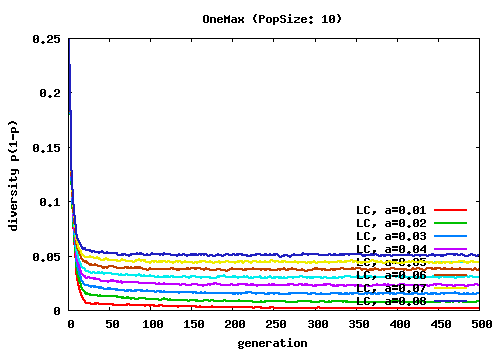 OneMax (PopSize: 10)
0.25
0.2
0.15
0.1
0.05
0
diversity p(1-p)
LC, a=0.01
LC, a=0.02
LC, a=0.03
LC, a=0.04
LC, a=0.05
LC, a=0.06
LC, a=0.07
LC, a=0.08
0 50 100 150 200 250 300 350 400 450 500
generation